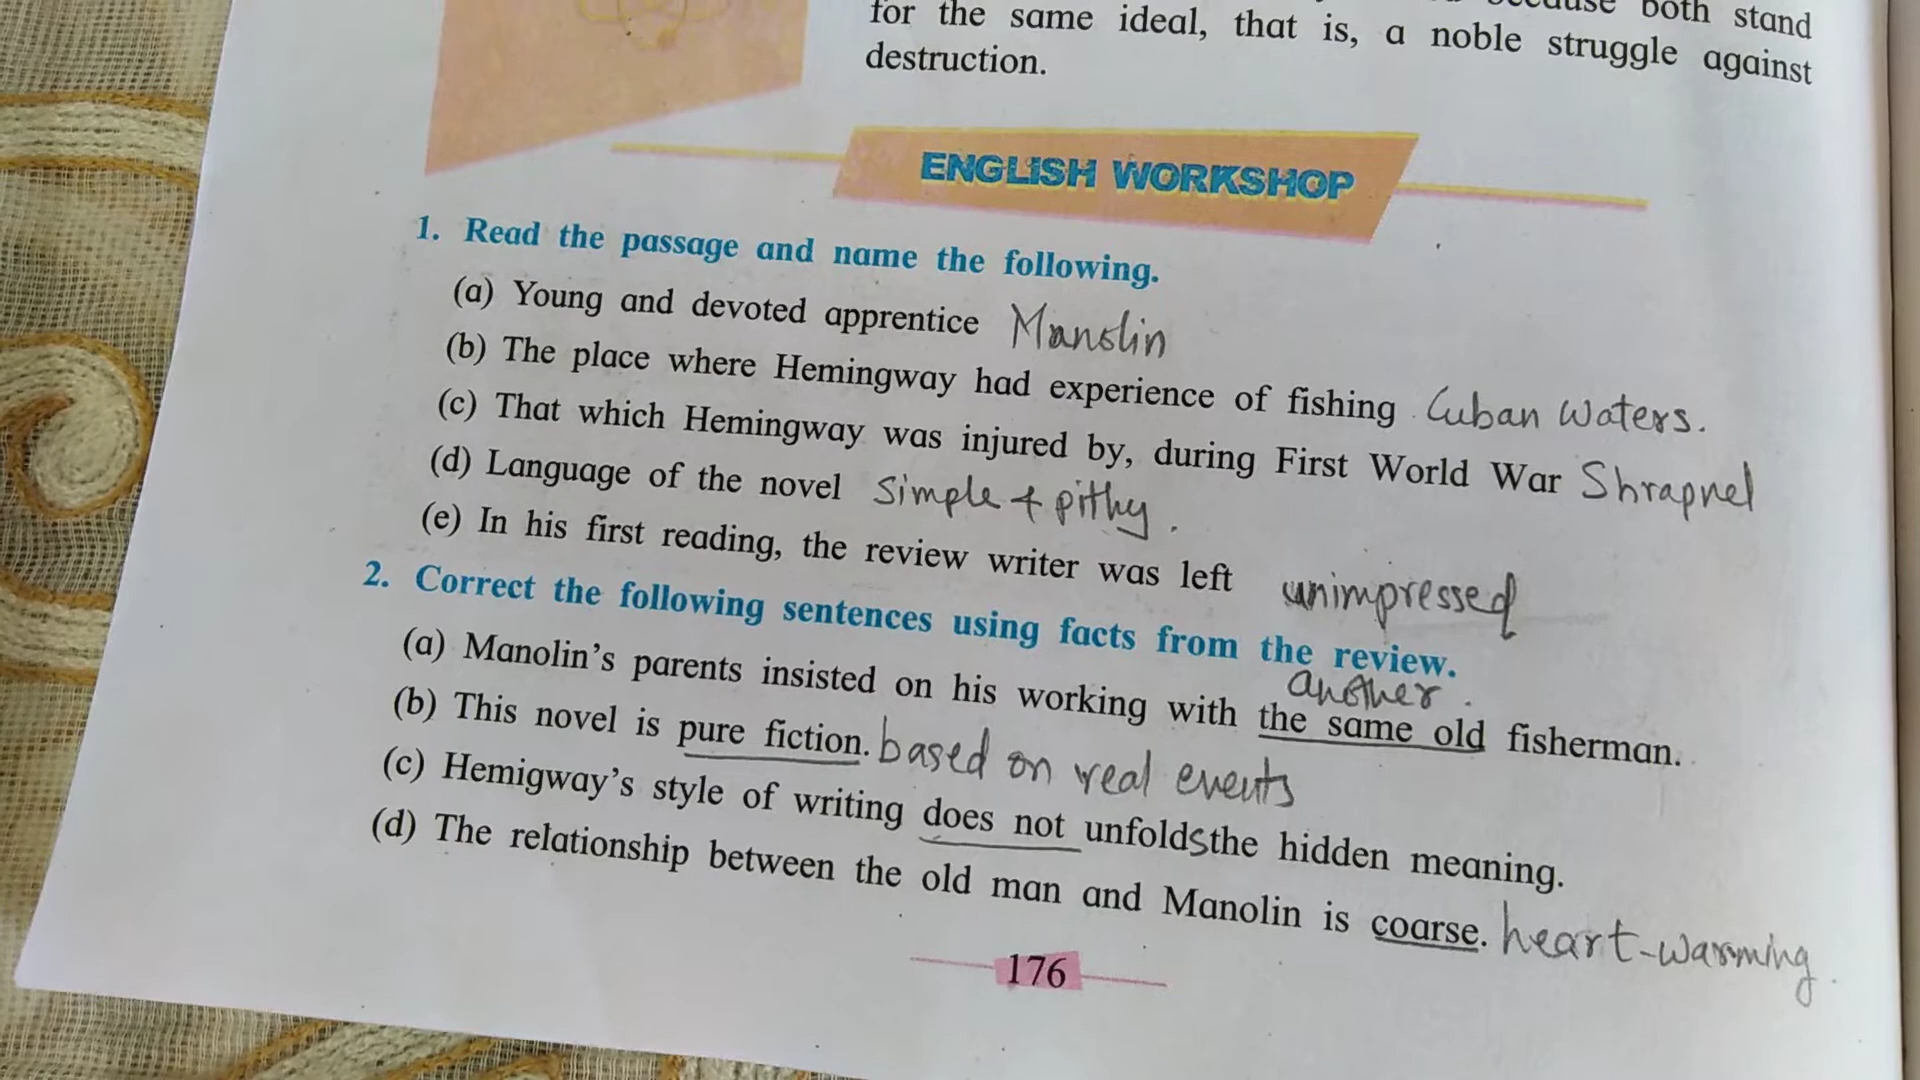 both stand
for the same ideal, that is, a noble struggle against
destruction.
ENGLISH WORKSHOP
1. Read the passage and name the following.
(a) Young and devoted apprentice Manolin
(b) The place where Hemingway had experience of fishing Cuban Waters.
(c) That which Hemingway was injured by, during First World War Shrapnel
(d) Language of the novel Simple & pithy.
(e) In his first reading, the review writer was left unimpressed
2. Correct the following sentences using facts from the review.
another.
(a) Manolin's parents insisted on his working with the same old fisherman.
(b) This novel is pure fiction. based on real events
(c) Hemigway's style of writing does not unfolds the hidden meaning.
(d) The relationship between the old man and Manolin is coarse. heart-warming.
176